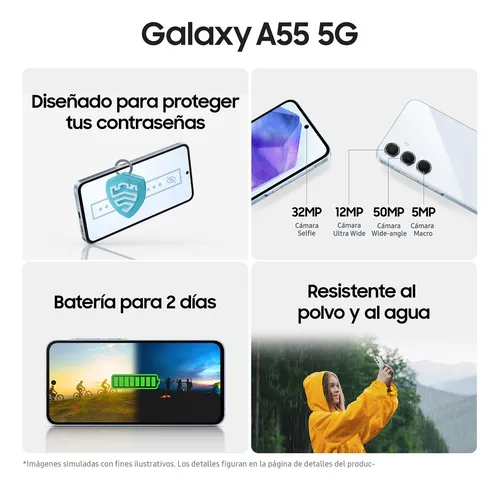 Galaxy A55 5G
Diseñado para proteger
tus contraseñas
32MP 12MP 50MP 5MP
Cámara Selfie
Cámara Ultra Wide
Cámara Wide-angle
Cámara Macro
Batería para 2 días
Resistente al
polvo y al agua
*Imágenes simuladas con fines ilustrativos. Los detalles figuran en la página de detalles del produc-